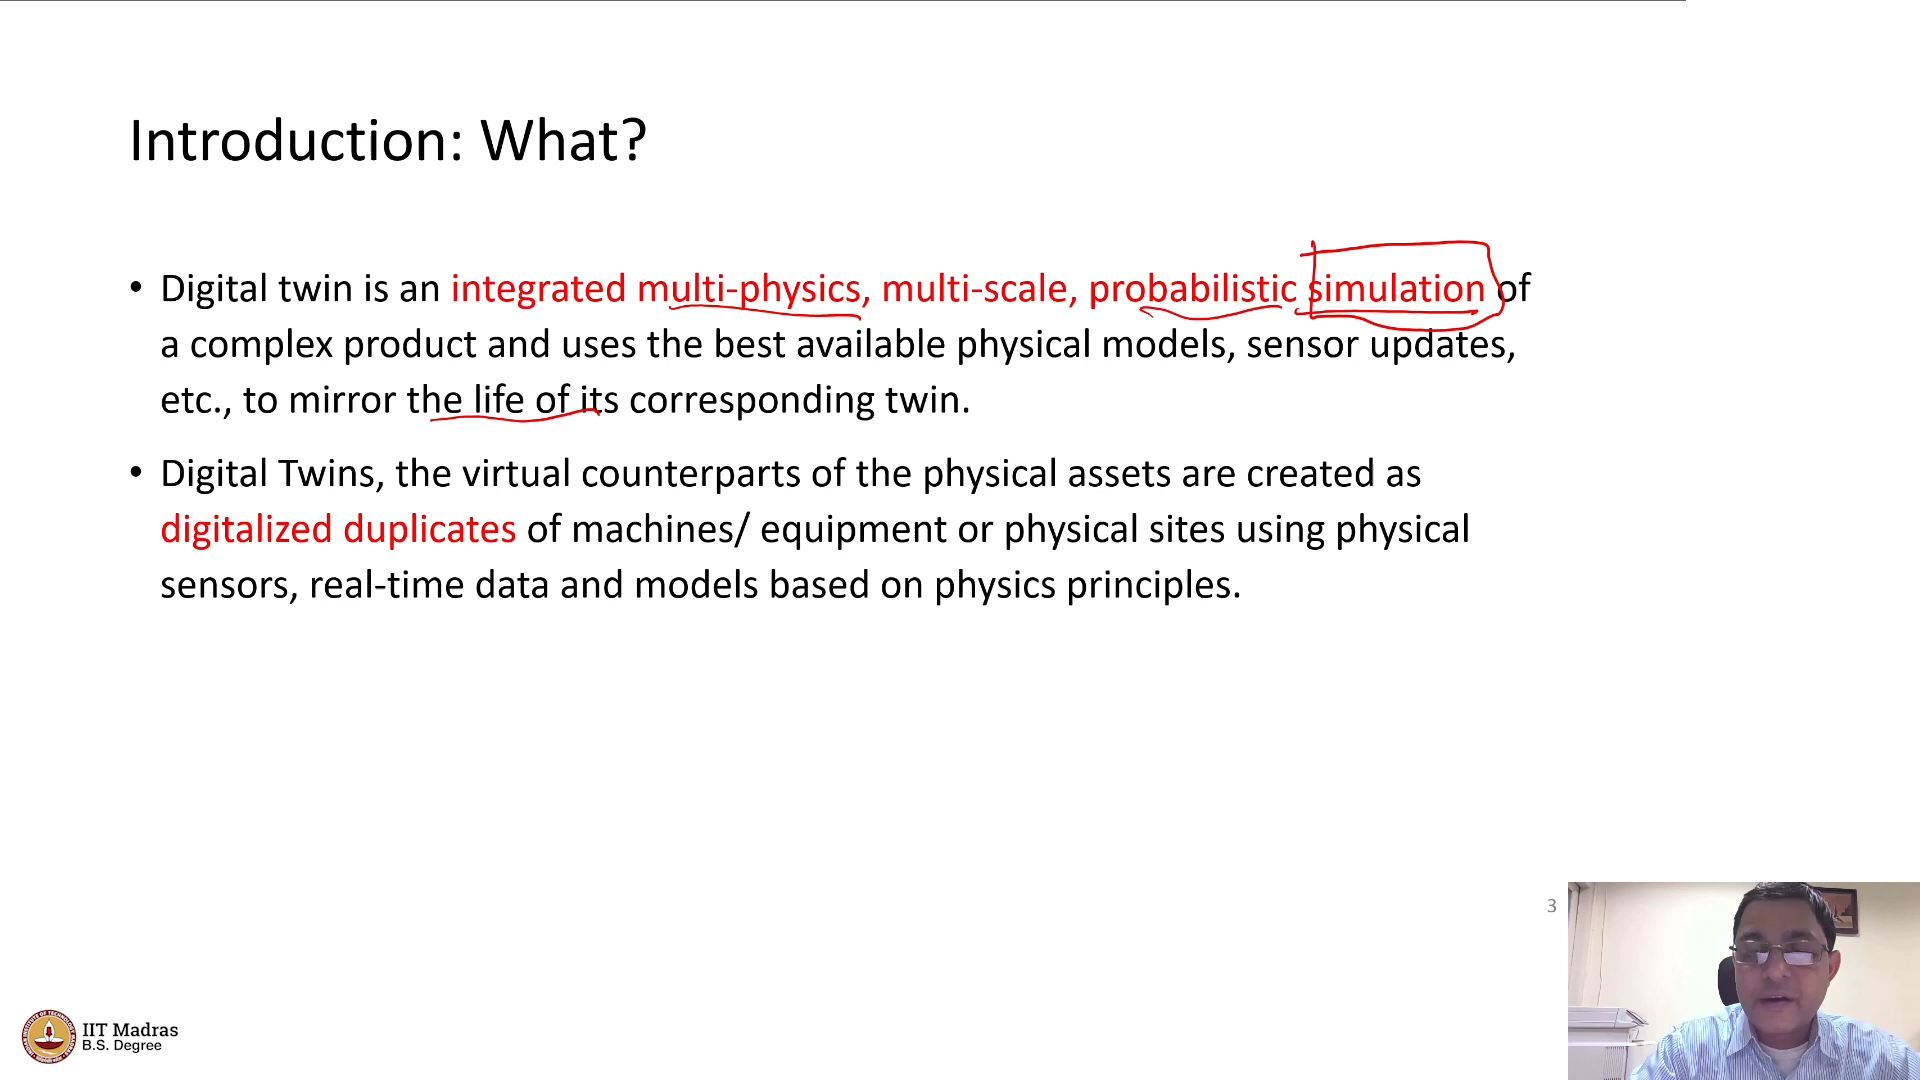 Introduction: What?
• Digital twin is an integrated multi-physics, multi-scale, probabilistic simulation of
a complex product and uses the best available physical models, sensor updates,
etc., to mirror the life of its corresponding twin.
• Digital Twins, the virtual counterparts of the physical assets are created as
digitalized duplicates of machines/ equipment or physical sites using physical
sensors, real-time data and models based on physics principles.
3
IIT Madras
B.S. Degree